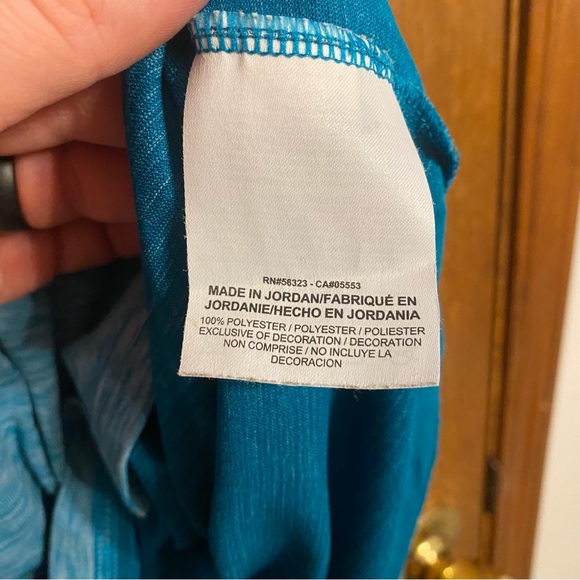 RN#56323 - CA#05553
MADE IN JORDAN/FABRIQUÉ EN
JORDANIE/HECHO EN JORDANIA
100% POLYESTER / POLYESTER / POLIESTER
EXCLUSIVE OF DECORATION / DECORATION
NON COMPRISE / NO INCLUYE LA
DECORACION